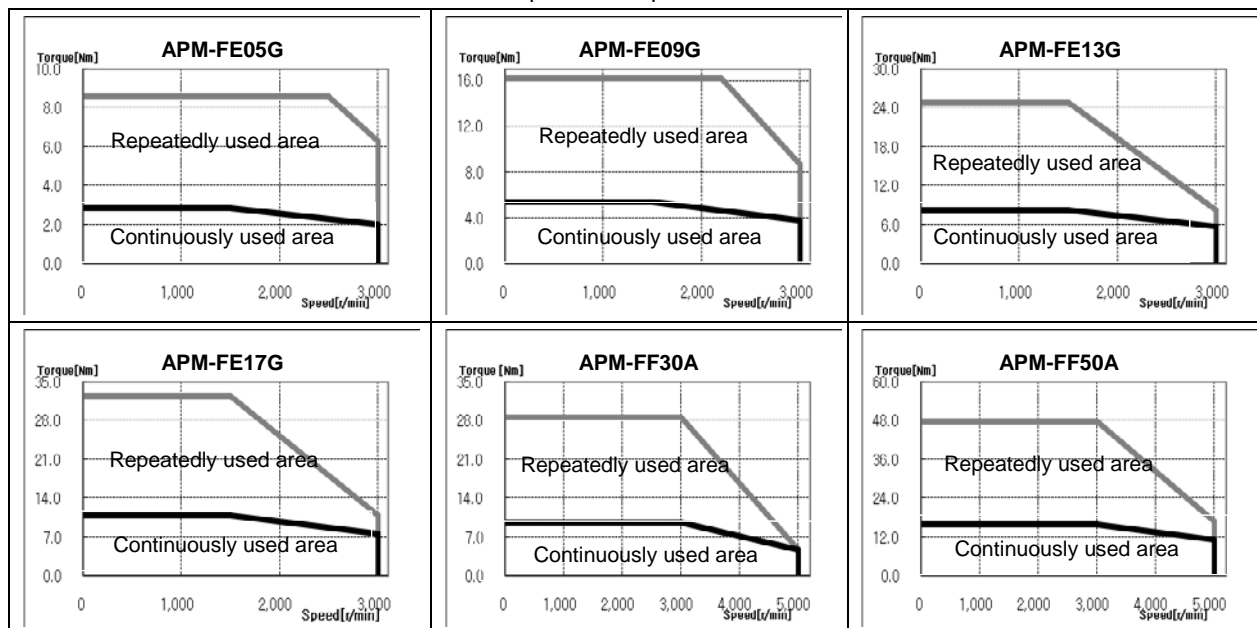 APM-FE05G
Torque[Nm]
10.0
8.0
6.0
4.0
2.0
0.0
Repeatedly used area
Continuously used area
0 1,000 2,000 3,000
Speed[r/min]
APM-FE09G
Torque[Nm]
16.0
12.0
8.0
4.0
0.0
Repeatedly used area
Continuously used area
0 1,000 2,000 3,000
Speed[r/min]
APM-FE13G
Torque[Nm]
30.0
24.0
18.0
12.0
6.0
0.0
Repeatedly used area
Continuously used area
0 1,000 2,000 3,000
Speed[r/min]
APM-FE17G
Torque[Nm]
35.0
28.0
21.0
14.0
7.0
0.0
Repeatedly used area
Continuously used area
0 1,000 2,000 3,000
Speed[r/min]
APM-FF30A
Torque [Nm]
35.0
28.0
21.0
14.0
7.0
0.0
Repeatedly used area
Continuously used area
0 1,000 2,000 3,000 4,000 5,000
Speed[r/min]
APM-FF50A
Torque[Nm]
60.0
48.0
36.0
24.0
12.0
0.0
Repeatedly used area
Continuously used area
0 1,000 2,000 3,000 4,000 5,000
Speed[r/min]